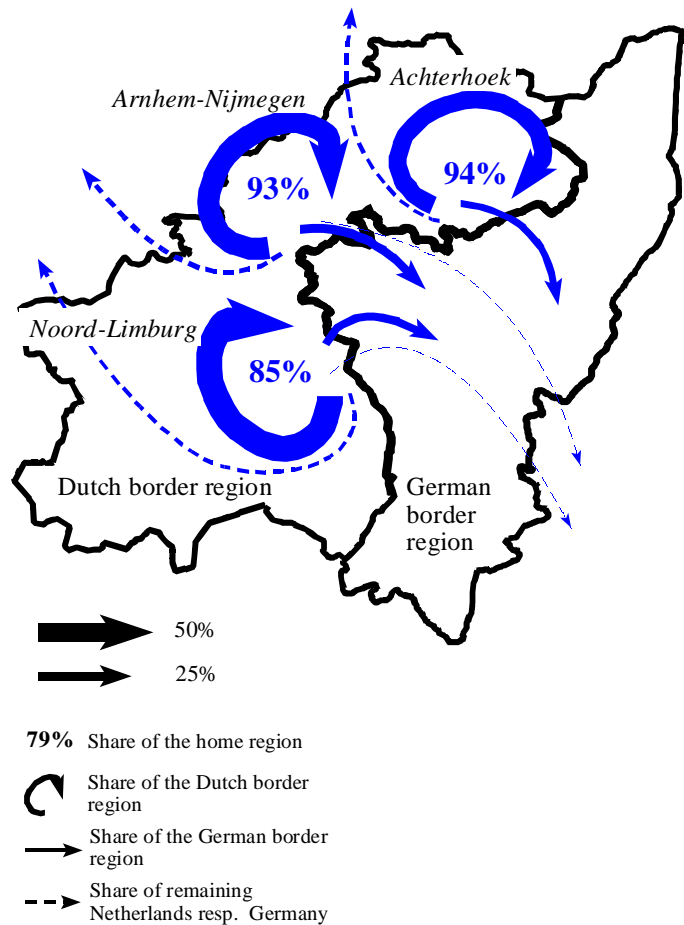 Achterhoek
Arnhem-Nijmegen
93%
94%
Noord-Limburg
85%
Dutch border region
German
border
region
50%
25%
79% Share of the home region
Share of the Dutch border
region
Share of the German border
region
Share of remaining
Netherlands resp. Germany